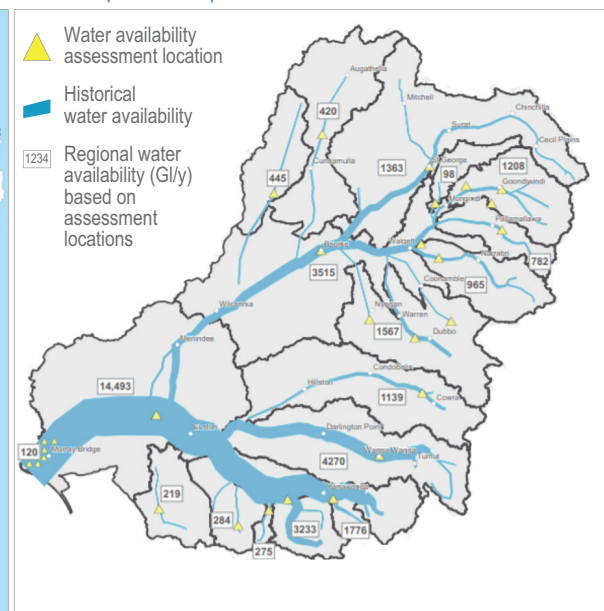 Water availability
assessment location
Historical
water availability
1234
Regional water
availability (Gl/y)
based on
assessment
locations
Augathella
Mitchell
Chinchilla
420
Surat
Cecil Plains
Cunnamulla
1363
St George
98
1208
Goondiwindi
445
Mungindi
Pallamallawa
Bourke
Walgett
Narrabri
782
3515
Coonamble
965
Wilcannia
Nyngan
Warren
1567
Dubbo
Menindee
Condobolin
14,493
Hillston
1139
Cowra
120
Murray Bridge
Darlington Point
Wagga Wagga
4270
Tumut
219
284
275
3233
1776